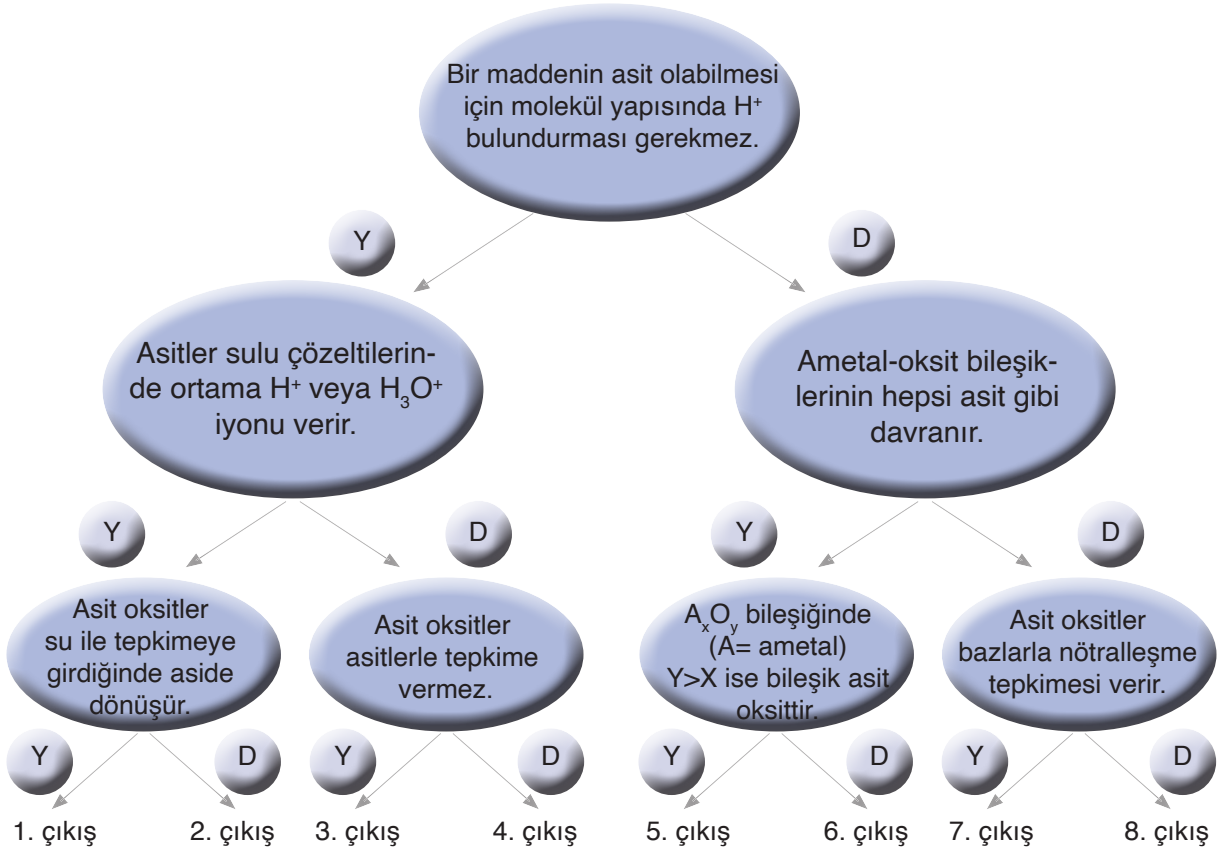 Bir maddenin asit olabilmesi
için molekül yapısında H⁺
bulundurması gerekmez.
Y
D
Asitler sulu çözeltilerin-
de ortama H⁺ veya H₃O⁺
iyonu verir.
Ametal-oksit bileşik-
lerinin hepsi asit gibi
davranır.
Y
D
Y
D
Asit oksitler
su ile tepkimeye
girdiğinde aside
dönüşür.
Asit oksitler
asitlerle tepkime
vermez.
AₓOᵧ bileşiğinde
(A= ametal)
Y>X ise bileşik asit
oksittir.
Asit oksitler
bazlarla nötralleşme
tepkimesi verir.
Y
D
Y
D
Y
D
Y
D
1. çıkış
2. çıkış
3. çıkış
4. çıkış
5. çıkış
6. çıkış
7. çıkış
8. çıkış